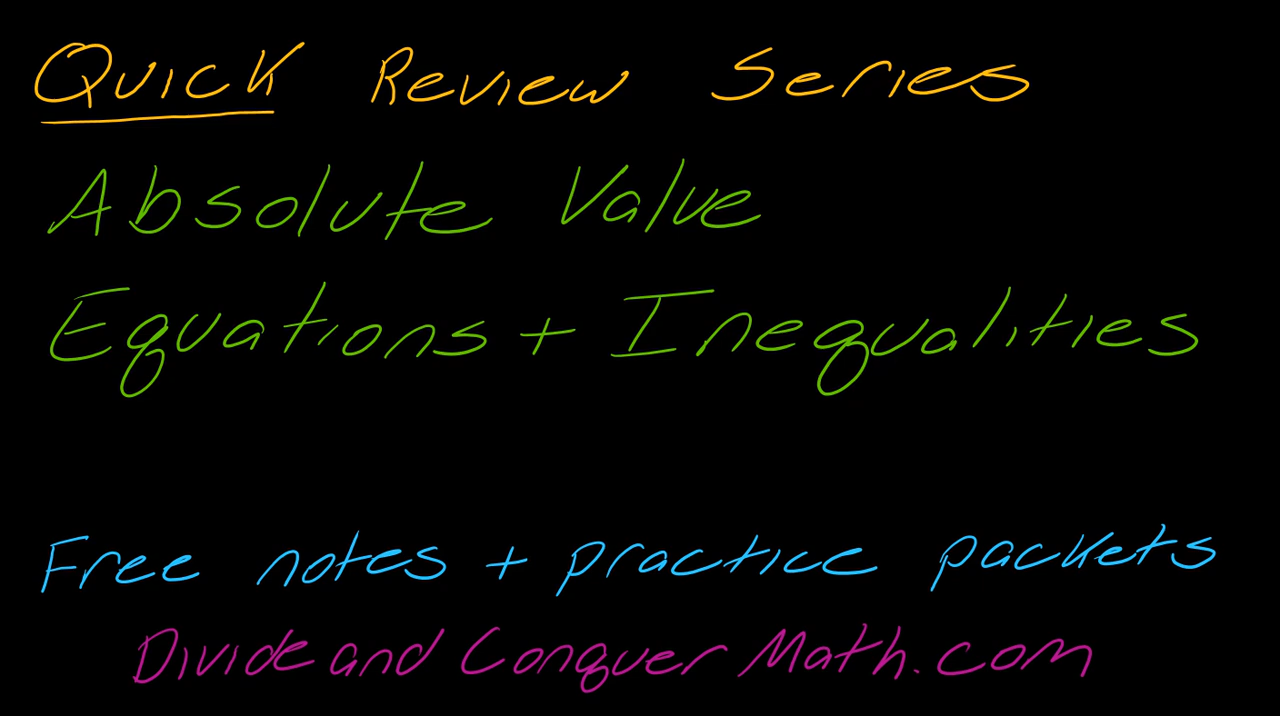 Quick Review Series
Absolute Value
Equations + Inequalities
Free notes + practice packets
DivideandConquerMath.com